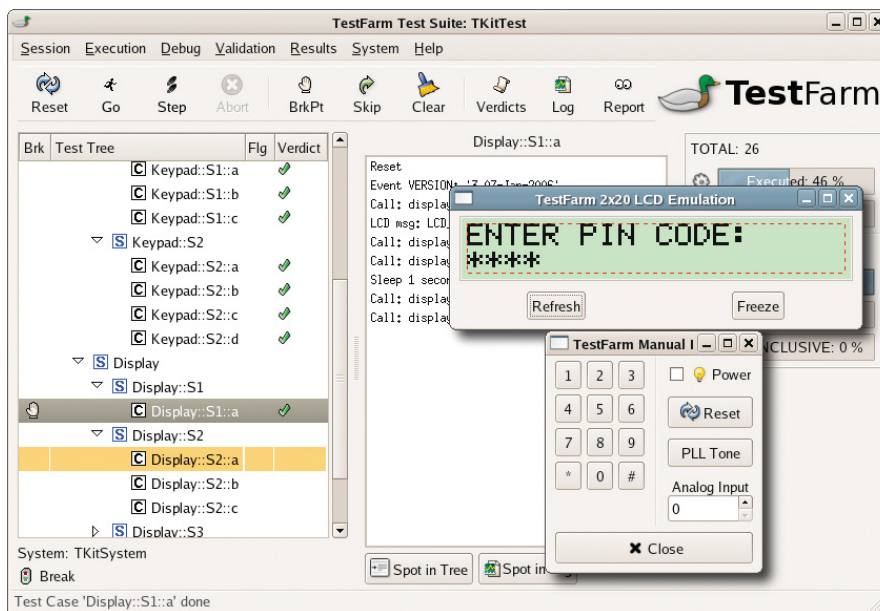 TestFarm Test Suite: TKitTest
Session Execution Debug Validation Results System Help
Reset Go Step Abort BrkPt Skip Clear Verdicts Log Report
TestFarm
Brk Test Tree Flg Verdict
C Keypad::S1::a
C Keypad::S1::b
C Keypad::S1::c
S Keypad::S2
C Keypad::S2::a
C Keypad::S2::b
C Keypad::S2::c
C Keypad::S2::d
S Display
S Display::S1
C Display::S1::a
S Display::S2
C Display::S2::a
C Display::S2::b
C Display::S2::c
S Display::S3
System: TKitSystem
Break
Test Case 'Display::S1::a' done
Display::S1::a
Reset
Event VERSION:
Call: display
LCD msg: LCD_
Call: display
Call: display
Sleep 1 secon
Call: display
Call: display
Spot in Tree
Spot in
TOTAL: 26
Executed: 46 %
NCLUSIVE: 0 %
TestFarm 2x20 LCD Emulation
ENTER PIN CODE:
****
Refresh Freeze
TestFarm Manual I
1 2 3
4 5 6
7 8 9
* 0 #
Power
Reset
PLL Tone
Analog Input
0
Close